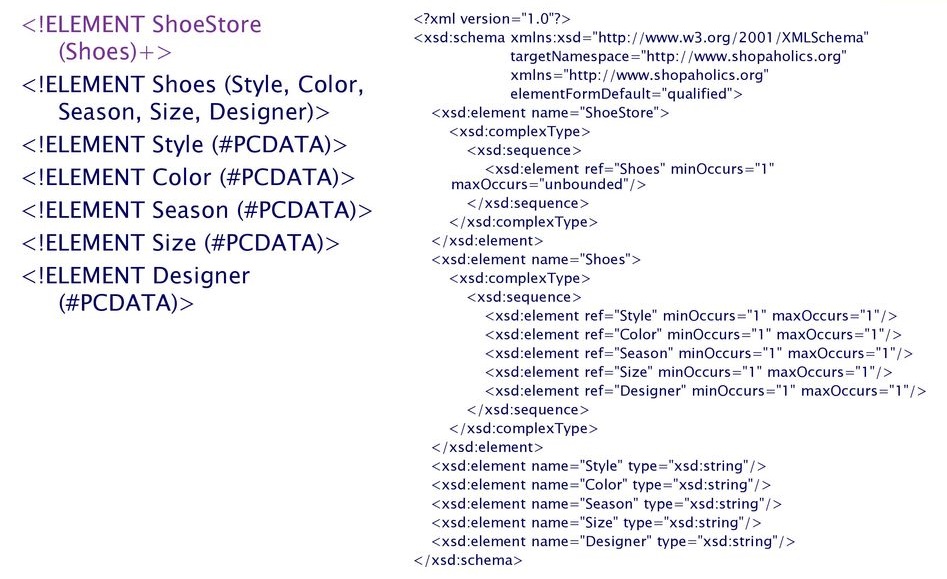 <!ELEMENT ShoeStore
(Shoes)+>
<!ELEMENT Shoes (Style, Color,
Season, Size, Designer)>
<!ELEMENT Style (#PCDATA)>
<!ELEMENT Color (#PCDATA)>
<!ELEMENT Season (#PCDATA)>
<!ELEMENT Size (#PCDATA)>
<!ELEMENT Designer
(#PCDATA)>
<?xml version="1.0"?>
<xsd:schema xmlns:xsd="http://www.w3.org/2001/XMLSchema"
targetNamespace="http://www.shopaholics.org"
xmlns="http://www.shopaholics.org"
elementFormDefault="qualified">
<xsd:element name="ShoeStore">
<xsd:complexType>
<xsd:sequence>
<xsd:element ref="Shoes" minOccurs="1"
maxOccurs="unbounded"/>
</xsd:sequence>
</xsd:complexType>
</xsd:element>
<xsd:element name="Shoes">
<xsd:complexType>
<xsd:sequence>
<xsd:element ref="Style" minOccurs="1" maxOccurs="1"/>
<xsd:element ref="Color" minOccurs="1" maxOccurs="1"/>
<xsd:element ref="Season" minOccurs="1" maxOccurs="1"/>
<xsd:element ref="Size" minOccurs="1" maxOccurs="1"/>
<xsd:element ref="Designer" minOccurs="1" maxOccurs="1"/>
</xsd:sequence>
</xsd:complexType>
</xsd:element>
<xsd:element name="Style" type="xsd:string"/>
<xsd:element name="Color" type="xsd:string"/>
<xsd:element name="Season" type="xsd:string"/>
<xsd:element name="Size" type="xsd:string"/>
<xsd:element name="Designer" type="xsd:string"/>
</xsd:schema>